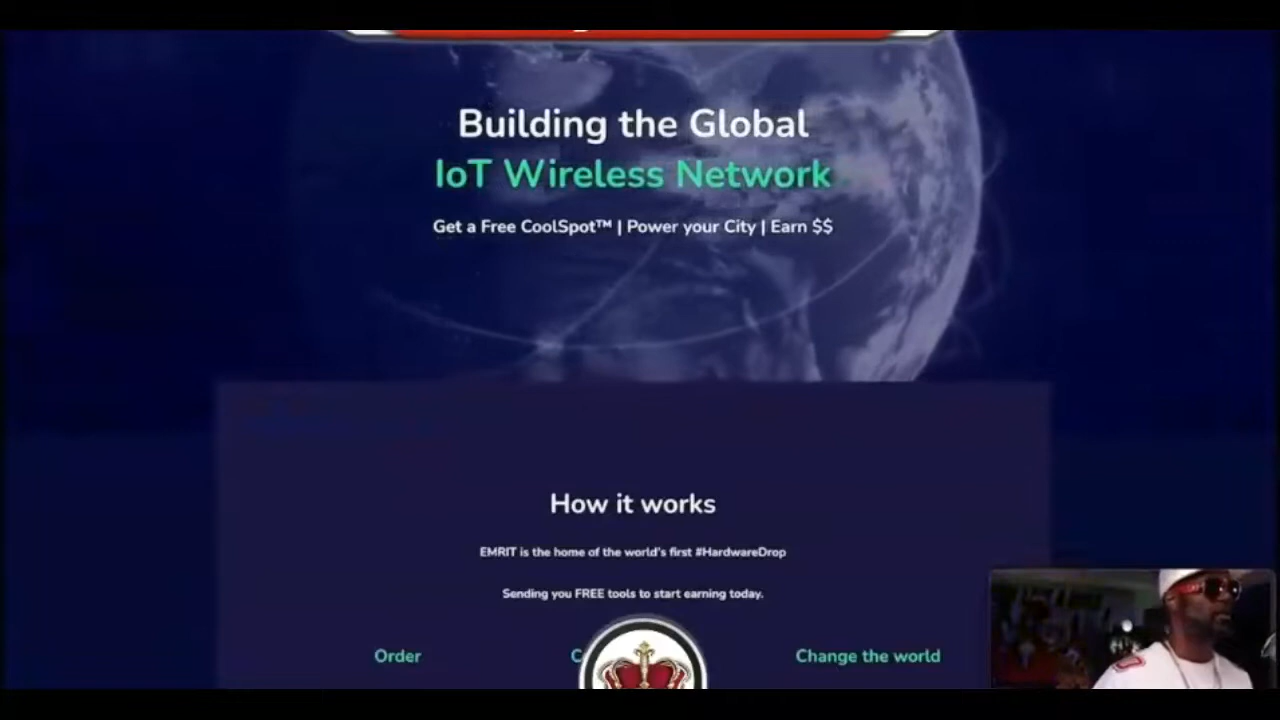 Building the Global
IoT Wireless Network
Get a Free CoolSpot™ | Power your City | Earn $$
How it works
EMRIT is the home of the world's first #HardwareDrop
Sending you FREE tools to start earning today.
Order
Change the world